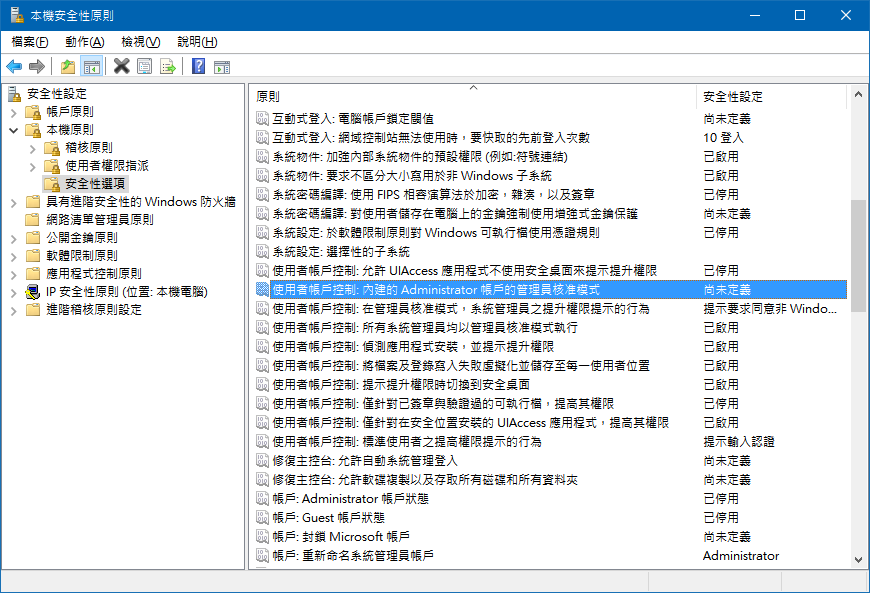 本機安全性原則
檔案(F) 動作(A) 檢視(V) 說明(H)
安全性設定
帳戶原則
本機原則
稽核原則
使用者權限指派
安全性選項
具有進階安全性的 Windows 防火牆
網路清單管理員原則
公開金鑰原則
軟體限制原則
應用程式控制原則
IP 安全性原則 (位置: 本機電腦)
進階稽核原則設定
原則 安全性設定
互動式登入: 電腦帳戶鎖定閾值 尚未定義
互動式登入: 網域控制站無法使用時，要快取的先前登入次數 10 登入
系統物件: 加強內部系統物件的預設權限 (例如:符號連結) 已啟用
系統物件: 要求不區分大小寫用於非 Windows 子系統 已啟用
系統密碼編譯: 使用 FIPS 相容演算法於加密，雜湊，以及簽章 已停用
系統密碼編譯: 對使用者儲存在電腦上的金鑰強制使用增強式金鑰保護 尚未定義
系統設定: 於軟體限制原則對 Windows 可執行檔使用憑證規則 已停用
系統設定: 選擇性的子系統
使用者帳戶控制: 允許 UIAccess 應用程式不使用安全桌面來提示提升權限 已停用
使用者帳戶控制: 內建的 Administrator 帳戶的管理員核准模式 尚未定義
使用者帳戶控制: 在管理員核准模式，系統管理員之提升權限提示的行為 提示要求同意非 Windo...
使用者帳戶控制: 所有系統管理員均以管理員核准模式執行 已啟用
使用者帳戶控制: 偵測應用程式安裝，並提示提升權限 已啟用
使用者帳戶控制: 將檔案及登錄寫入失敗虛擬化並儲存至每一使用者位置 已啟用
使用者帳戶控制: 提示提升權限時切換到安全桌面 已啟用
使用者帳戶控制: 僅針對已簽章與驗證過的可執行檔，提高其權限 已停用
使用者帳戶控制: 僅針對在安全位置安裝的 UIAccess 應用程式，提高其權限 已啟用
使用者帳戶控制: 標準使用者之提高權限提示的行為 提示輸入認證
修復主控台: 允許自動系統管理登入 尚未定義
修復主控台: 允許軟碟複製以及存取所有磁碟和所有資料夾 尚未定義
帳戶: Administrator 帳戶狀態 已停用
帳戶: Guest 帳戶狀態 已停用
帳戶: 封鎖 Microsoft 帳戶 尚未定義
帳戶: 重新命名系統管理員帳戶 Administrator